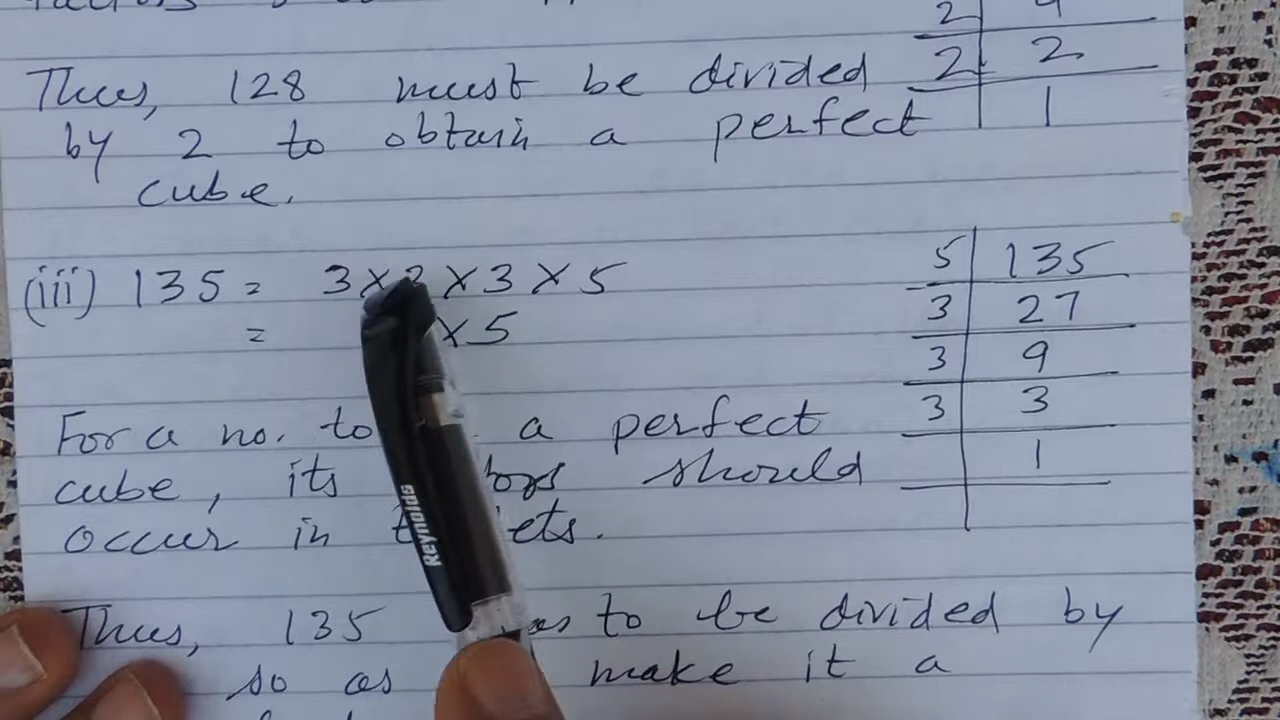 2 4
Thus, 128 must be divided 2 2
by 2 to obtain a perfect 1
cube.
(iii) 135 = 3 × 3 × 3 × 5
= × 5
5 135
3 27
3 9
3 3
1
For a no. to a perfect
cube, its should
occur in
Thus, 135 to be divided by
so as make it a
Reynolds